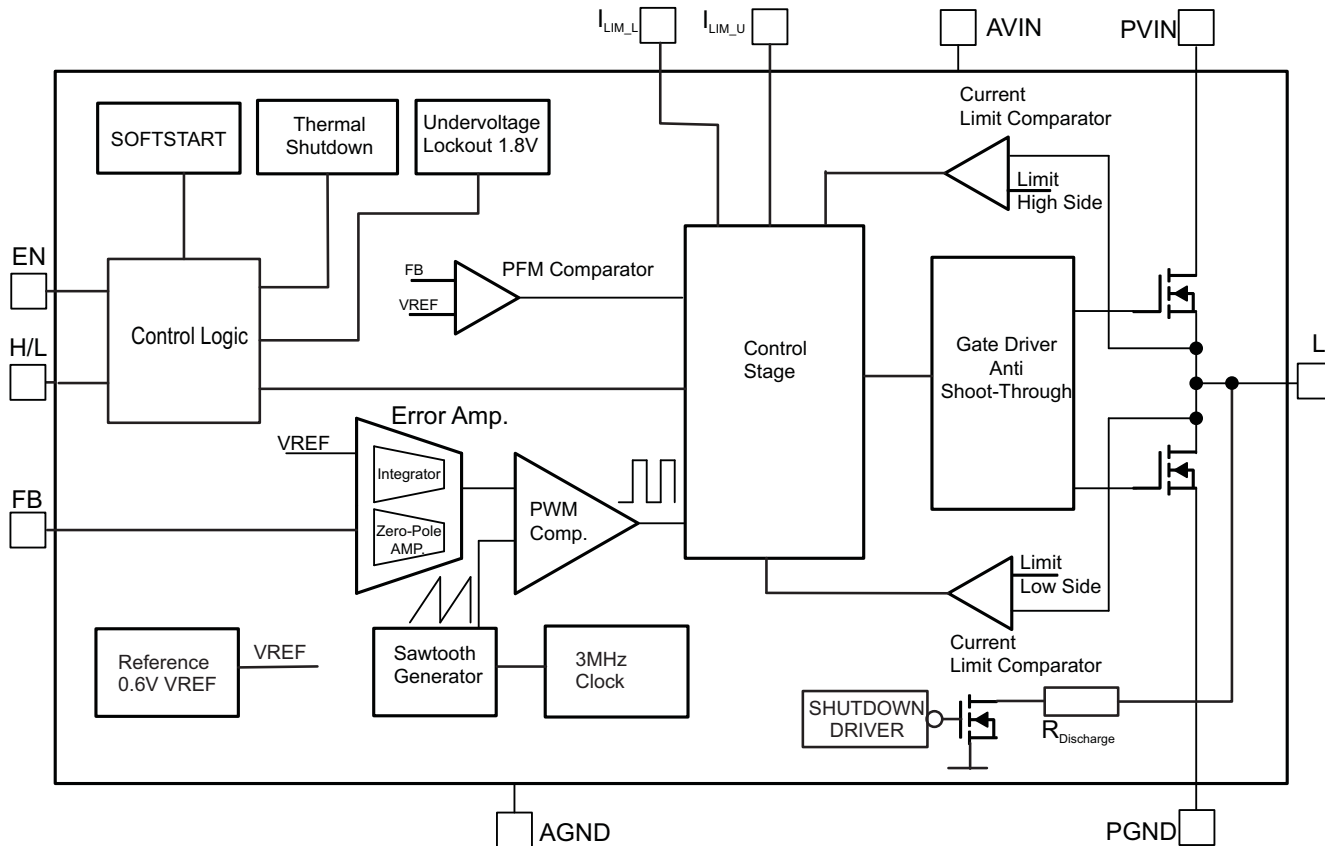 I LIM_L
I LIM_U
AVIN
PVIN
Current
Limit Comparator
SOFTSTART
Thermal
Shutdown
Undervoltage
Lockout 1.8V
Limit
High Side
EN
FB
VREF
PFM Comparator
H/L
Control Logic
Control
Stage
Gate Driver
Anti
Shoot-Through
L
Error Amp.
VREF
Integrator
FB
Zero-Pole
AMP.
PWM
Comp.
Limit
Low Side
Current
Limit Comparator
Reference
0.6V VREF
VREF
Sawtooth
Generator
3MHz
Clock
SHUTDOWN
DRIVER
R Discharge
AGND
PGND